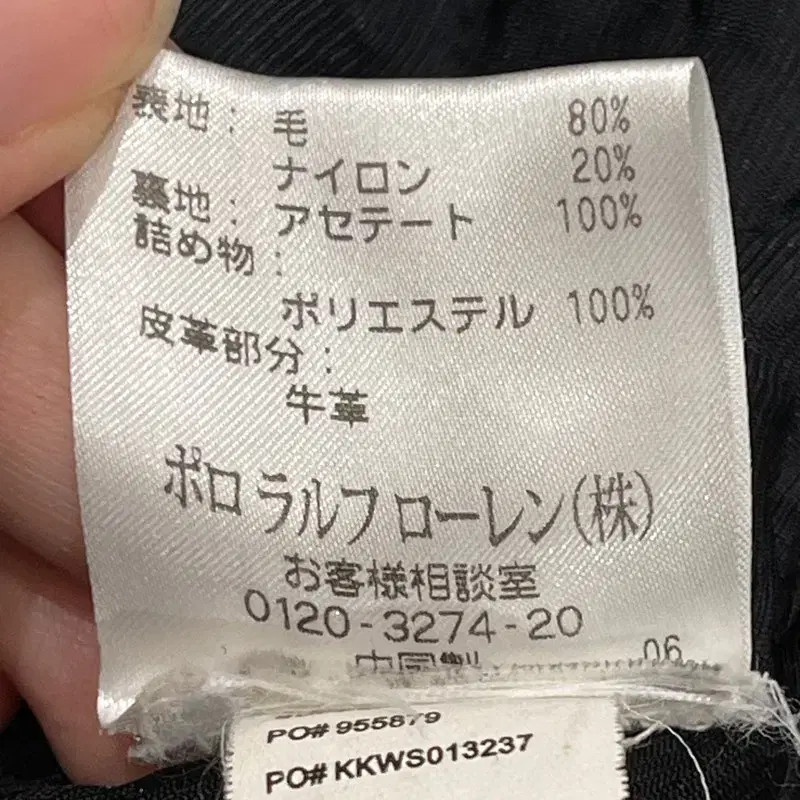 表地: 毛 80%
ナイロン 20%
裏地: アセテート 100%
詰め物:
ポリエステル 100%
皮革部分:
牛革
ポロ ラルフ ローレン(株)
お客様相談室
0120-3274-20
中国製 06
PO# 955879
PO# KKWS013237